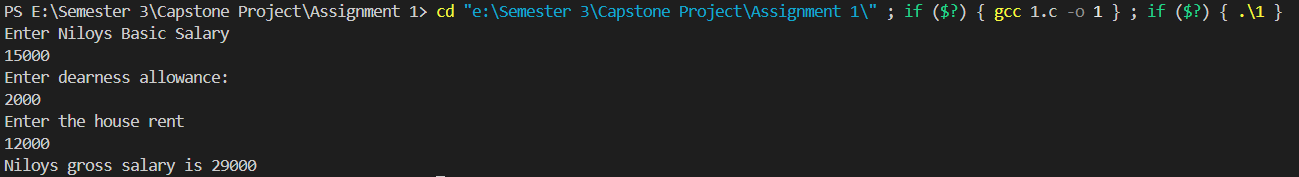 PS E:\Semester 3\Capstone Project\Assignment 1> cd "e:\Semester 3\Capstone Project\Assignment 1\" ; if ($?) { gcc 1.c -o 1 } ; if ($?) { .\1 }
Enter Niloys Basic Salary
15000
Enter dearness allowance:
2000
Enter the house rent
12000
Niloys gross salary is 29000